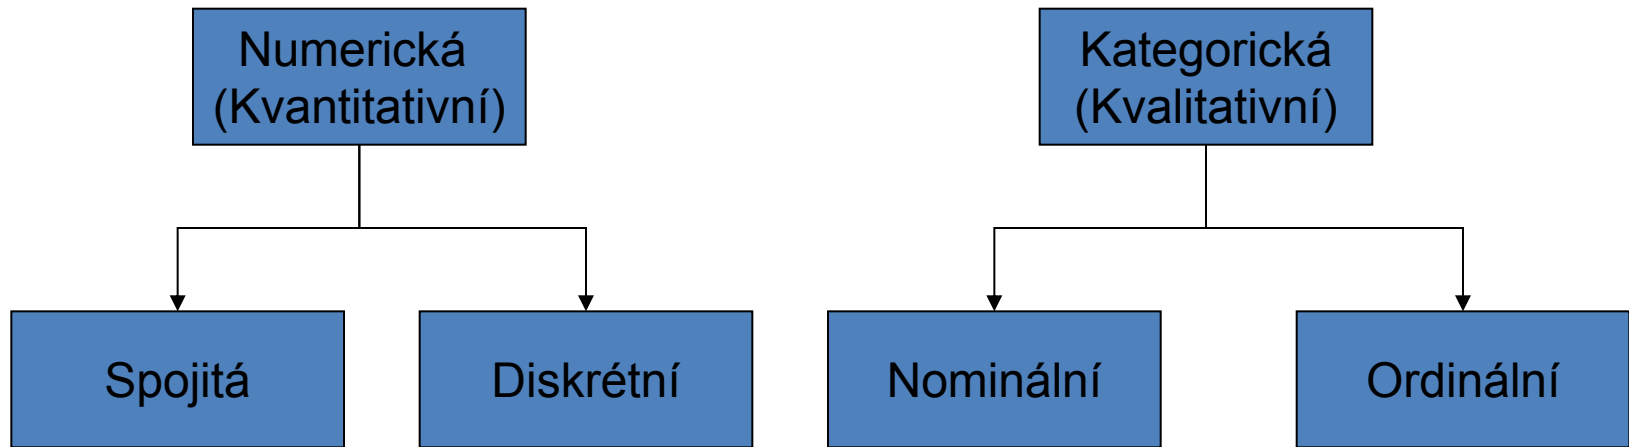 Numerická
(Kvantitativní)
Kategorická
(Kvalitativní)
Spojitá
Diskrétní
Nominální
Ordinální